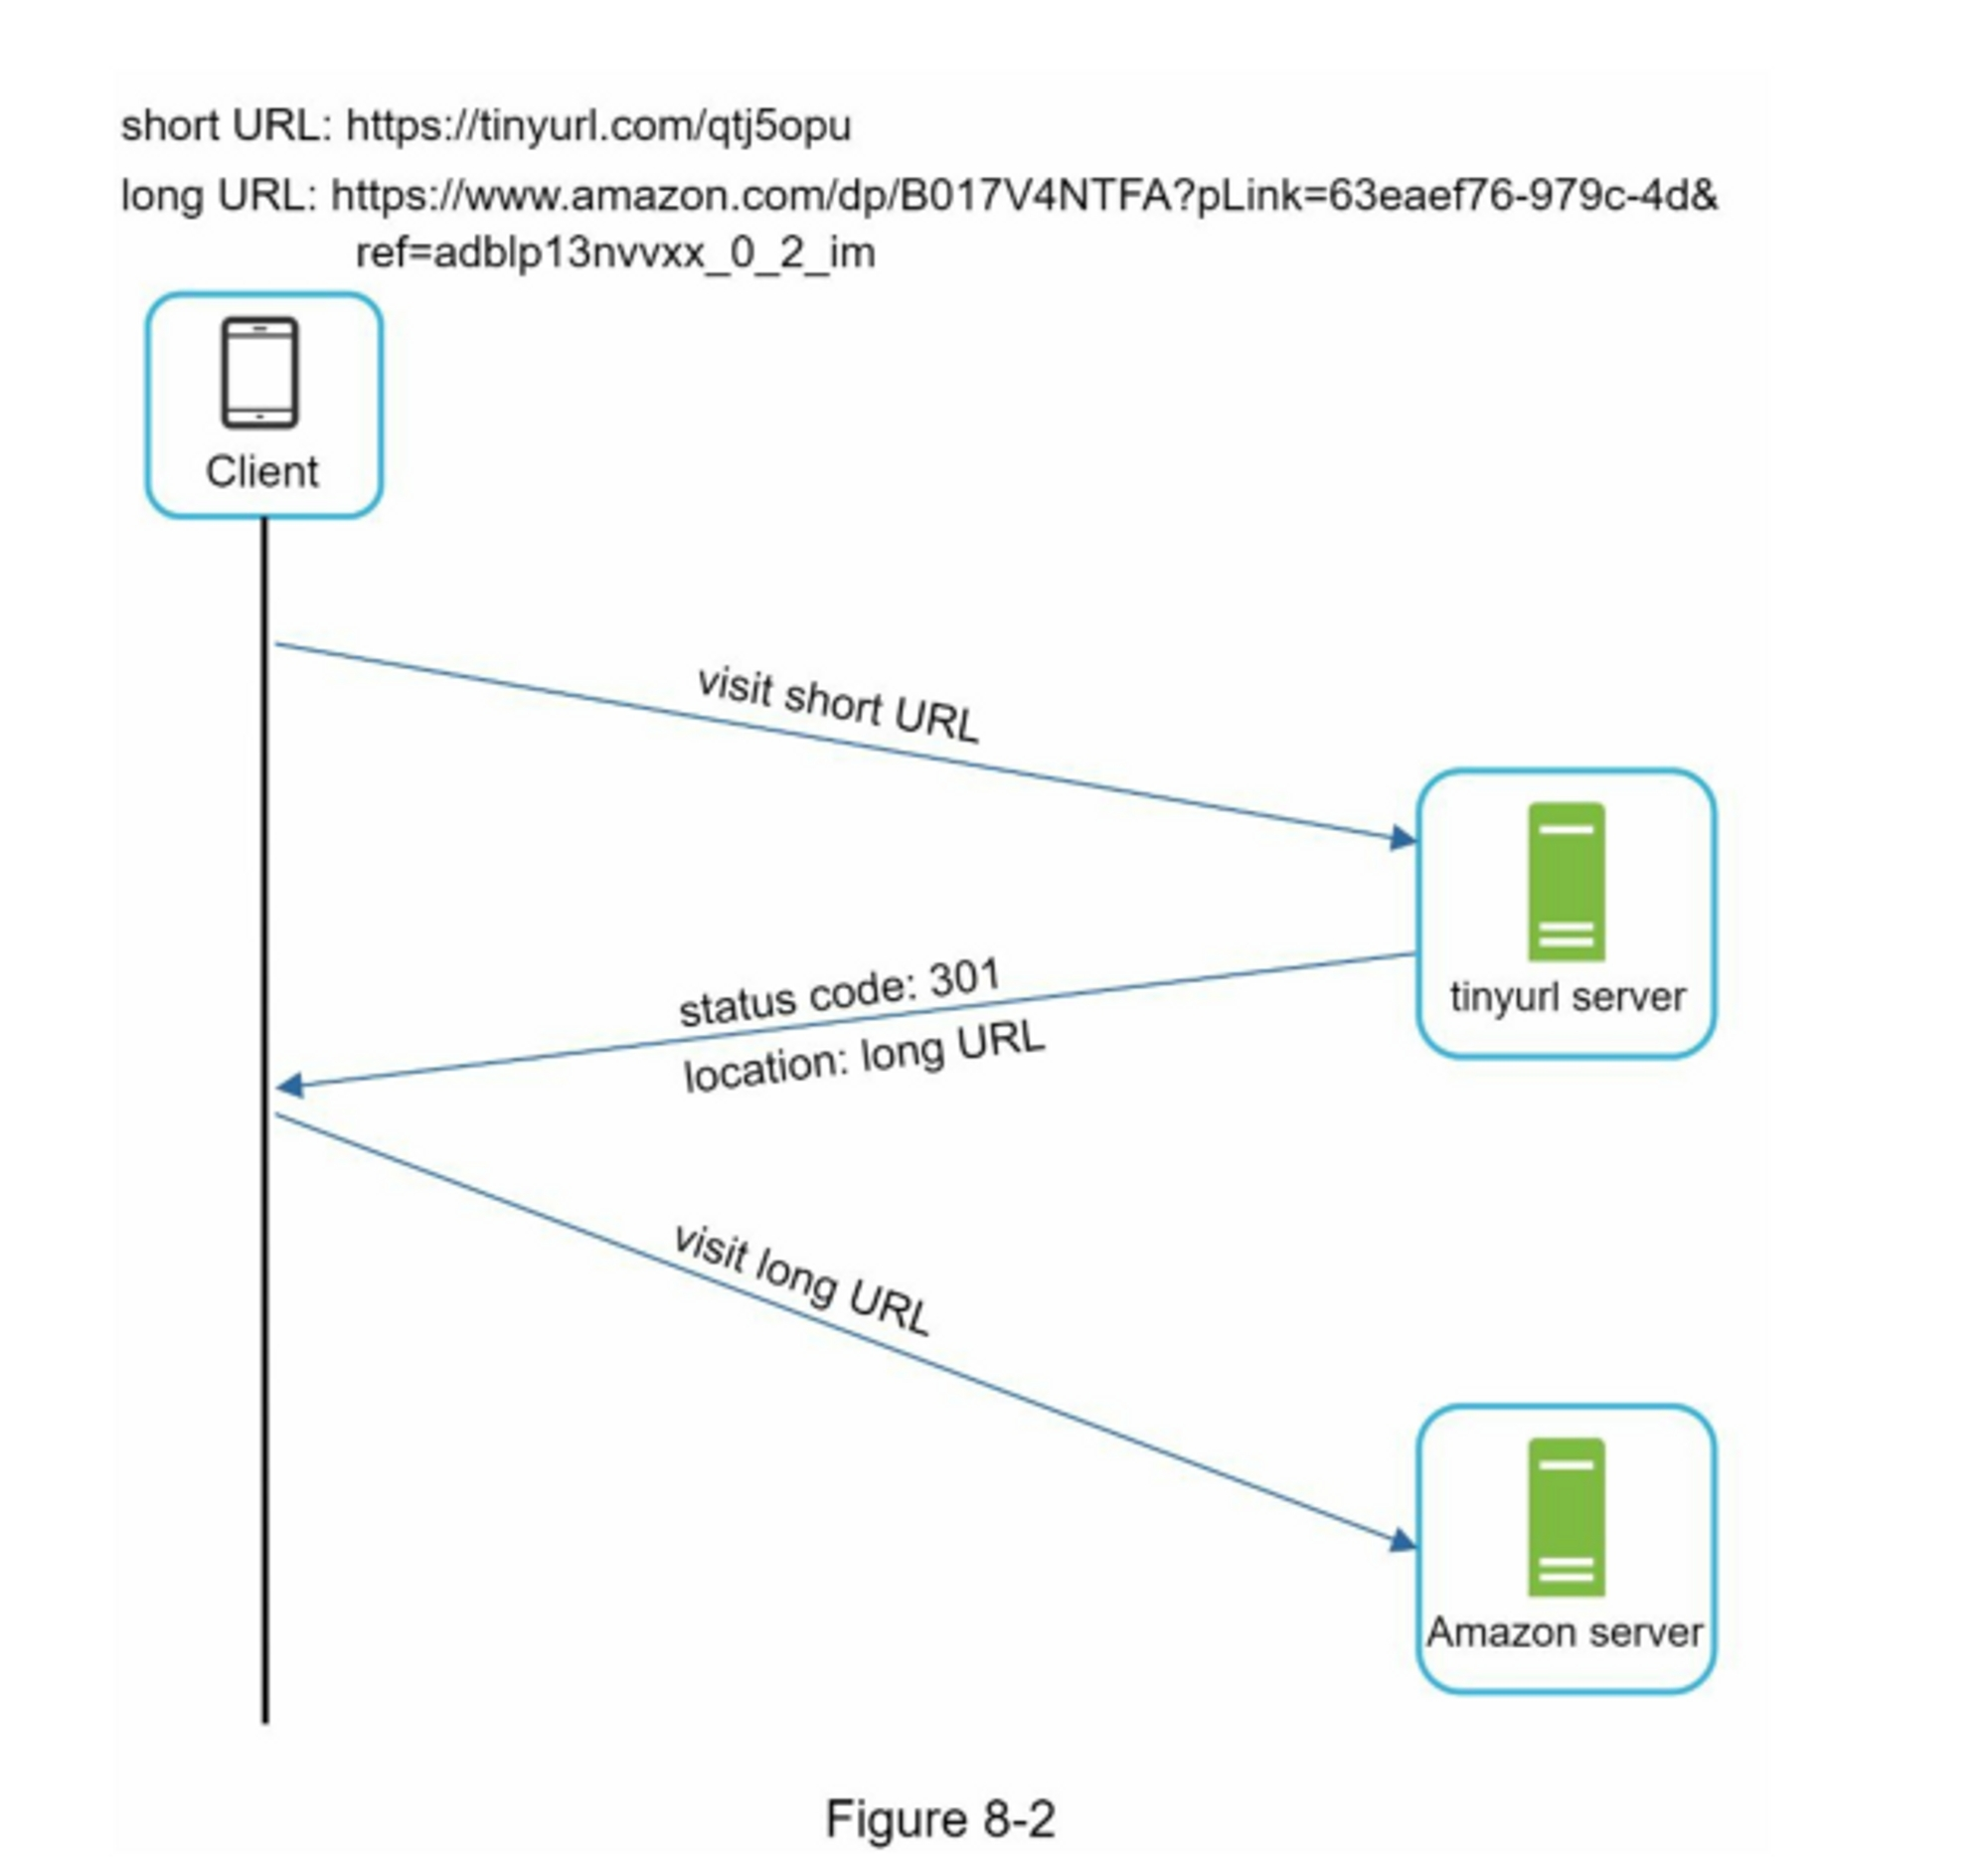 short URL: https://tinyurl.com/qtj5opu
long URL: https://www.amazon.com/dp/B017V4NTFA?pLink=63eaef76-979c-4d&
ref=adblp13nvvxx_0_2_im
Client
visit short URL
tinyurl server
status code: 301
location: long URL
visit long URL
Amazon server
Figure 8-2